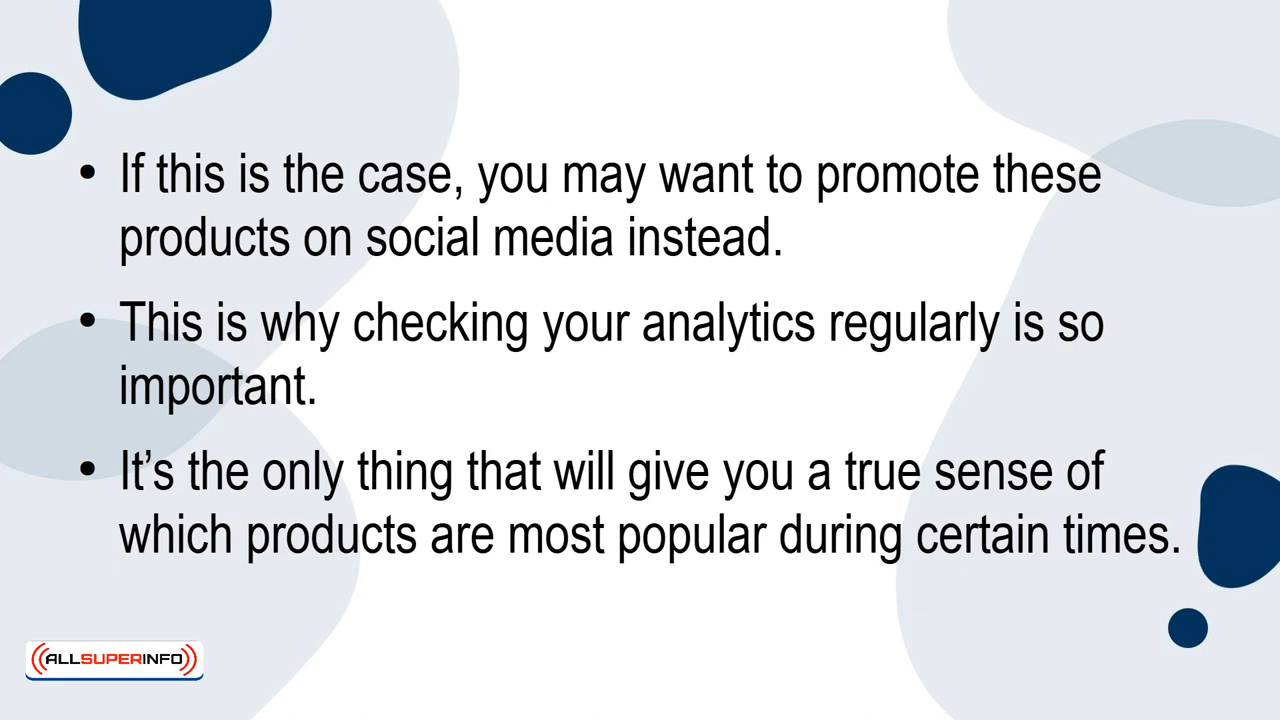 • If this is the case, you may want to promote these
products on social media instead.
• This is why checking your analytics regularly is so
important.
• It’s the only thing that will give you a true sense of
which products are most popular during certain times.
ALLSUPERINFO